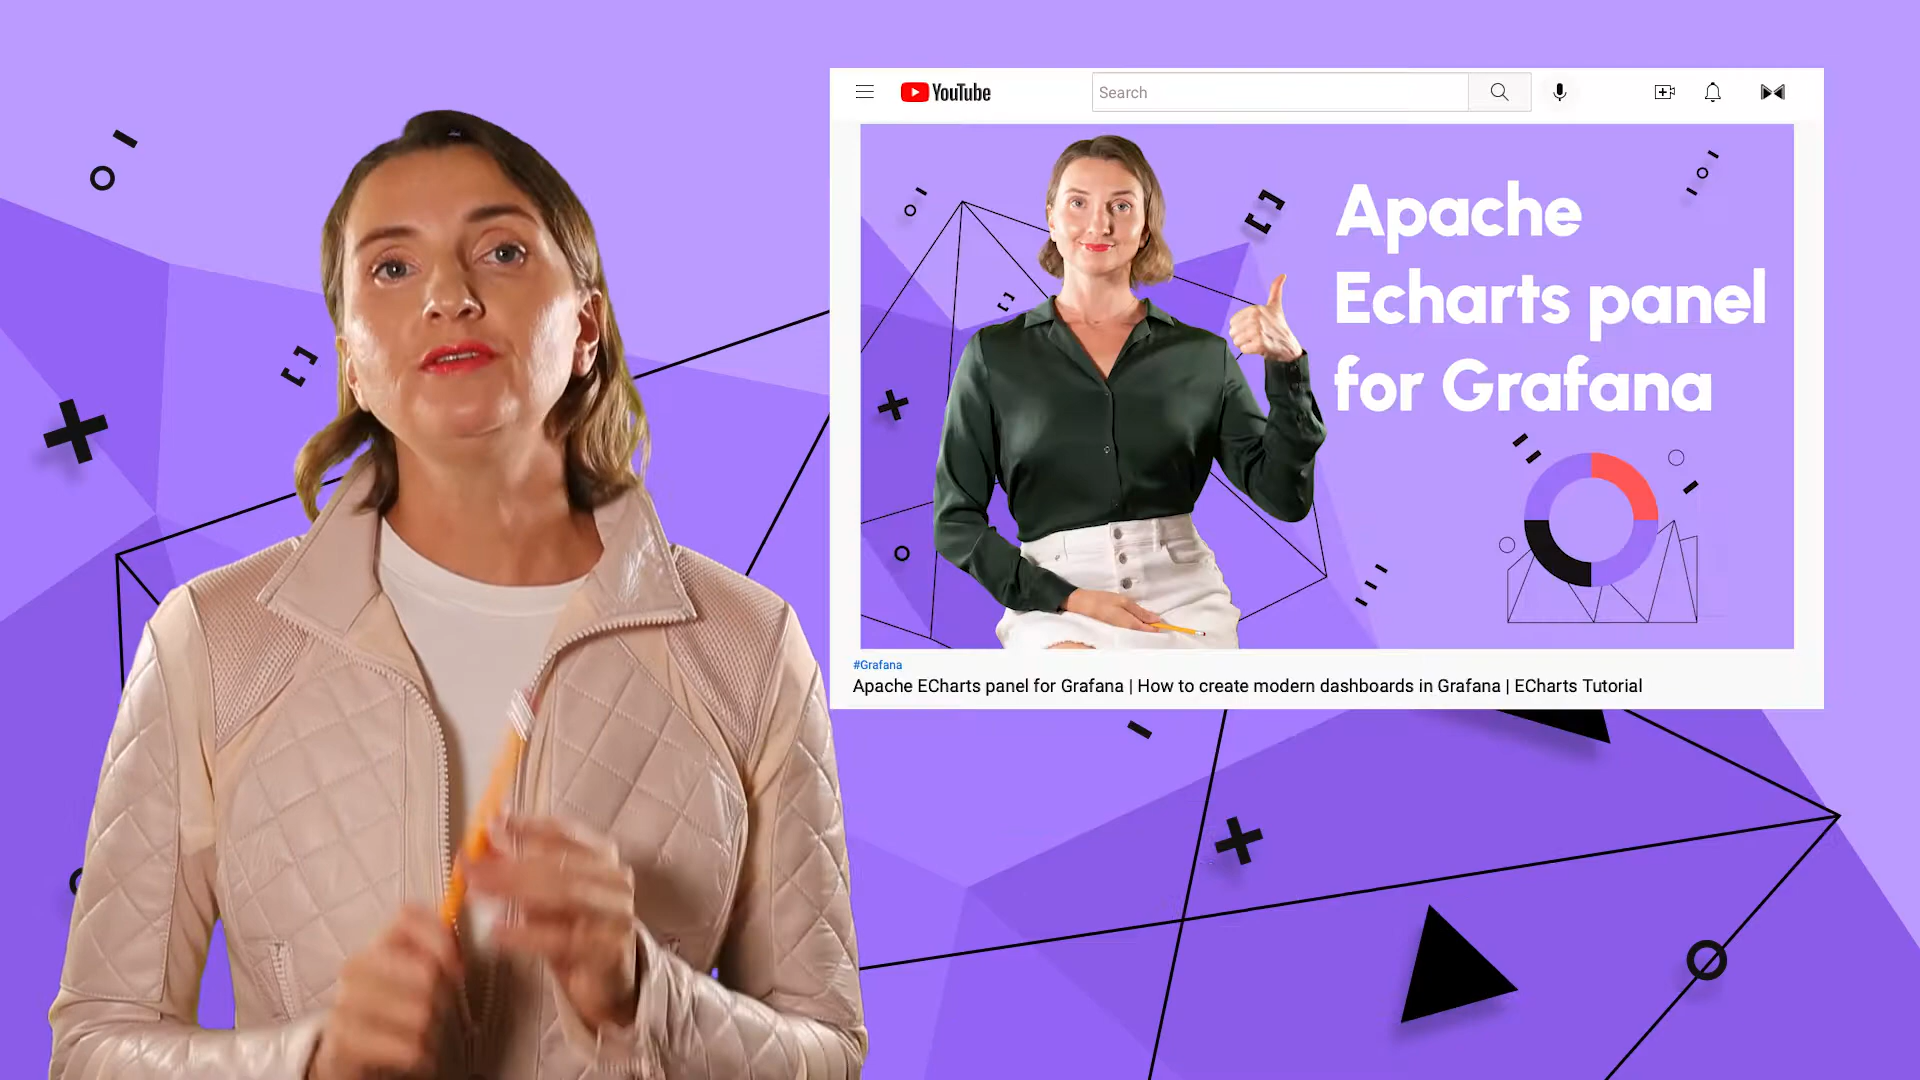 YouTube
Search
Apache
Echarts panel
for Grafana
#Grafana
Apache ECharts panel for Grafana | How to create modern dashboards in Grafana | ECharts Tutorial